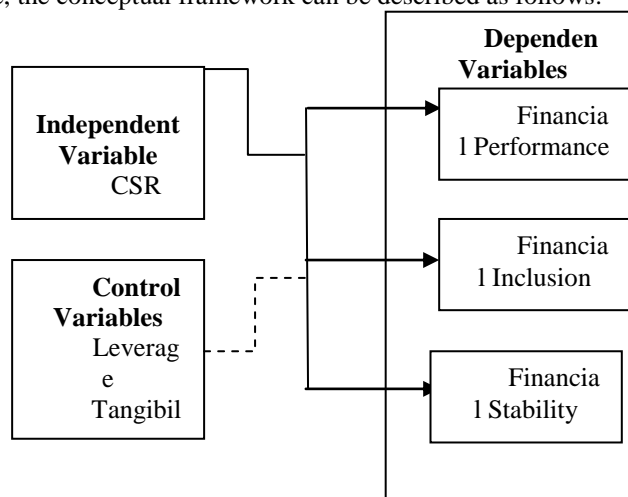 , the conceptual framework can be described as follows:
Independent
Variable
CSR
Control
Variables
Leverag
e
Tangibil
Dependen
Variables
Financia
l Performance
Financia
l Inclusion
Financia
l Stability